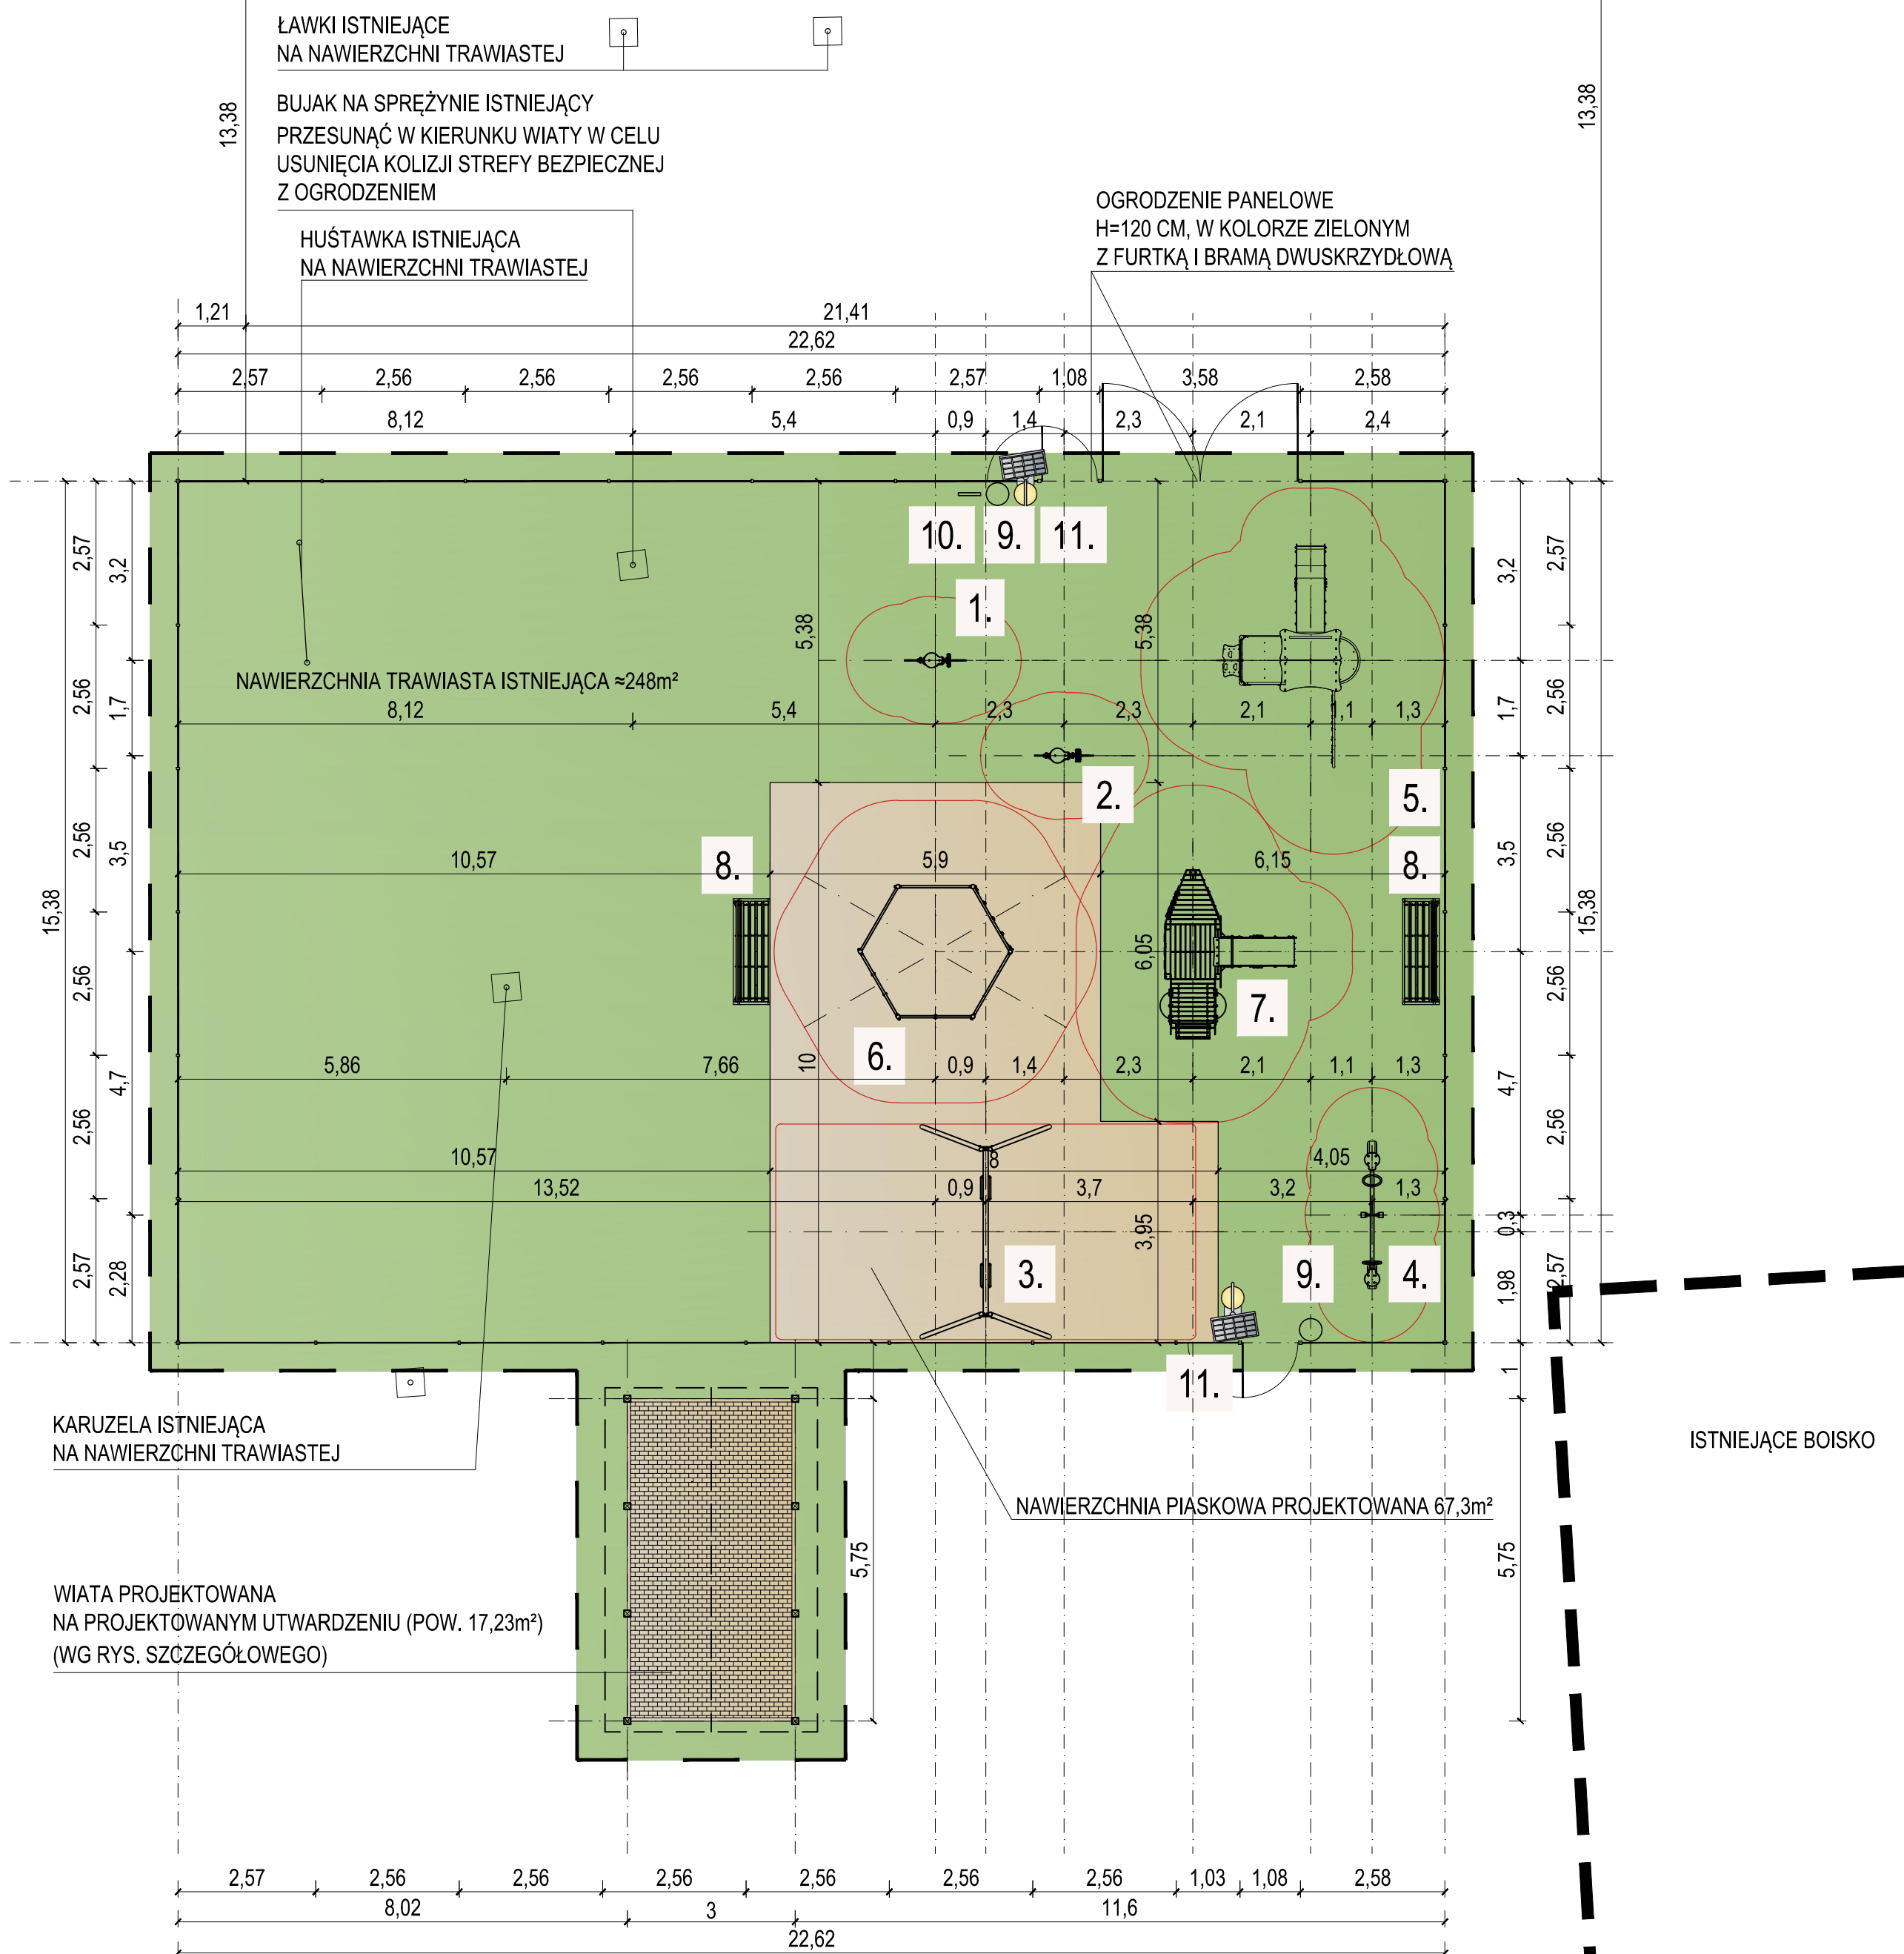 ŁAWKI ISTNIEJĄCE
NA NAWIERZCHNI TRAWIASTEJ
13,38
13,38
BUJAK NA SPRĘŻYNIE ISTNIEJĄCY
PRZESUNĄĆ W KIERUNKU WIATY W CELU
USUNIĘCIA KOLIZJI STREFY BEZPIECZNEJ
Z OGRODZENIEM
OGRODZENIE PANELOWE
H=120 CM, W KOLORZE ZIELONYM
Z FURTKĄ I BRAMĄ DWUSKRZYDŁOWĄ
HUŚTAWKA ISTNIEJĄCA
NA NAWIERZCHNI TRAWIASTEJ
1,21 21,41
22,62
2,57 2,56 2,56 2,56 2,56 2,57 1,08 3,58 2,58
8,12 5,4 0,9 1,4 2,3 2,1 2,4
10. 9. 11.
1.
15,38
2,57 2,56 2,56 2,56 2,56 2,57
3,2 1,7 3,5 4,7 2,28
5,38
5,38
3,2 1,7 3,5 4,7 0,3 1,98 1 5,75
2,57 2,56 2,56 2,56 2,56 2,57
15,38
NAWIERZCHNIA TRAWIASTA ISTNIEJĄCA ≈248m²
8,12 5,4 2,3 2,3 2,1 1,1 1,3
2.
5.
8.
8.
10,57 5,9 6,15
6,05
7.
6.
10
5,86 7,66 0,9 1,4 2,3 2,1 1,1 1,3
10,57 8 4,05
13,52 0,9 3,7 3,2 1,3
3,95
3.
9.
4.
11.
KARUZELA ISTNIEJĄCA
NA NAWIERZCHNI TRAWIASTEJ
ISTNIEJĄCE BOISKO
NAWIERZCHNIA PIASKOWA PROJEKTOWANA 67,3m²
5,75
WIATA PROJEKTOWANA
NA PROJEKTOWANYM UTWARDZENIU (POW. 17,23m²)
(WG RYS. SZCZEGÓŁOWEGO)
2,57 2,56 2,56 2,56 2,56 2,56 2,56 1,03 1,08 2,58
8,02 3 11,6
22,62